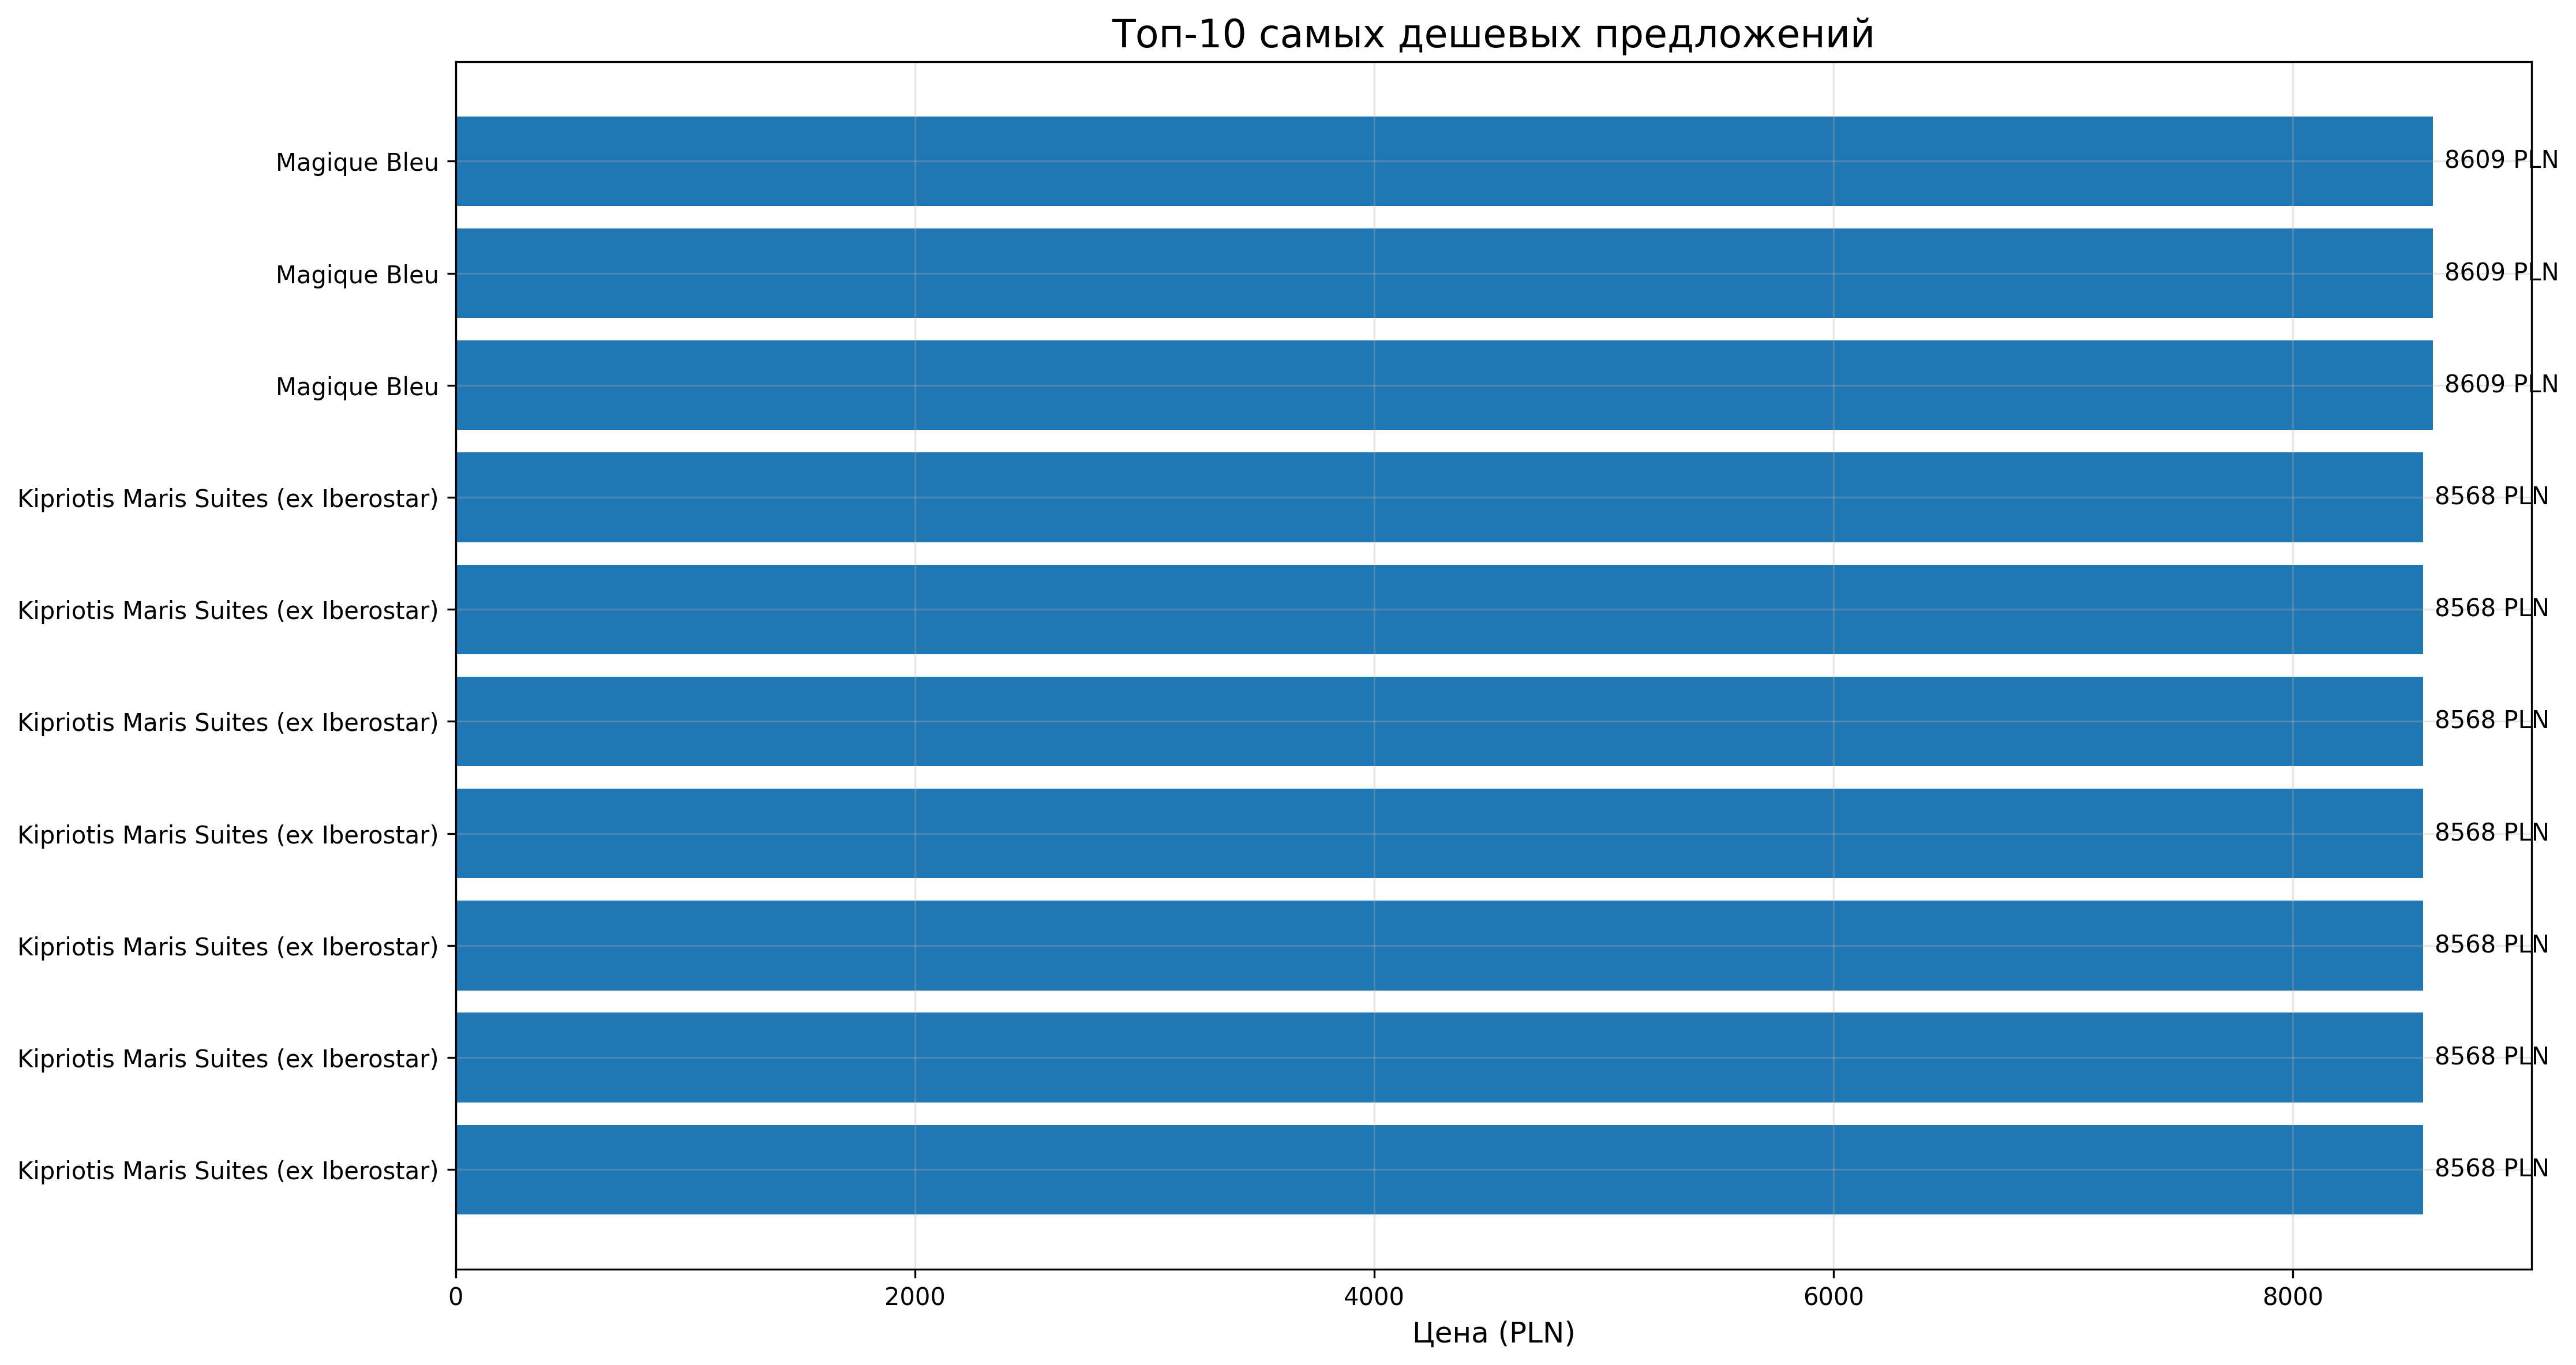 Топ-10 самых дешевых предложений
Magique Bleu
8609 PLN
Magique Bleu
8609 PLN
Magique Bleu
8609 PLN
Kipriotis Maris Suites (ex Iberostar)
8568 PLN
Kipriotis Maris Suites (ex Iberostar)
8568 PLN
Kipriotis Maris Suites (ex Iberostar)
8568 PLN
Kipriotis Maris Suites (ex Iberostar)
8568 PLN
Kipriotis Maris Suites (ex Iberostar)
8568 PLN
Kipriotis Maris Suites (ex Iberostar)
8568 PLN
Kipriotis Maris Suites (ex Iberostar)
8568 PLN
0 2000 4000 6000 8000
Цена (PLN)